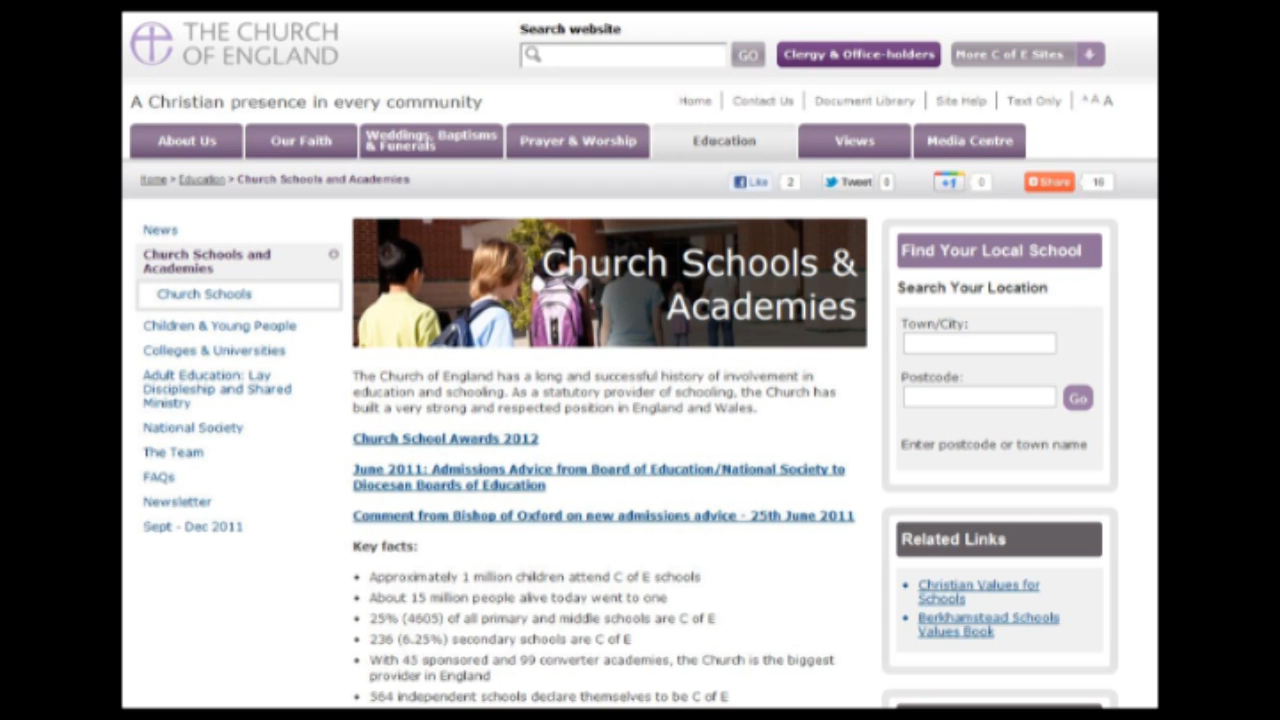 THE CHURCH
OF ENGLAND
Search website
GO
Clergy & Office-holders
More C of E Sites
A Christian presence in every community
Home | Contact Us | Document Library | Site Help | Text Only | A A A
About Us
Our Faith
Weddings, Baptisms
& Funerals
Prayer & Worship
Education
Views
Media Centre
Home > Education > Church Schools and Academies
Like 2
Tweet 0
+1 0
Share 16
News
Church Schools and
Academies
Church Schools
Children & Young People
Colleges & Universities
Adult Education: Lay
Discipleship and Shared
Ministry
National Society
The Team
FAQs
Newsletter
Sept - Dec 2011
Church Schools &
Academies
The Church of England has a long and successful history of involvement in
education and schooling. As a statutory provider of schooling, the Church has
built a very strong and respected position in England and Wales.
Church School Awards 2012
June 2011: Admissions Advice from Board of Education/National Society to
Diocesan Boards of Education
Comment from Bishop of Oxford on new admissions advice - 25th June 2011
Key facts:
• Approximately 1 million children attend C of E schools
• About 15 million people alive today went to one
• 25% (4605) of all primary and middle schools are C of E
• 236 (6.25%) secondary schools are C of E
• With 45 sponsored and 99 converter academies, the Church is the biggest
provider in England
• 564 independent schools declare themselves to be C of E
Find Your Local School
Search Your Location
Town/City:
Postcode:
Go
Enter postcode or town name
Related Links
• Christian Values for
Schools
• Berkhamstead Schools
Values Book